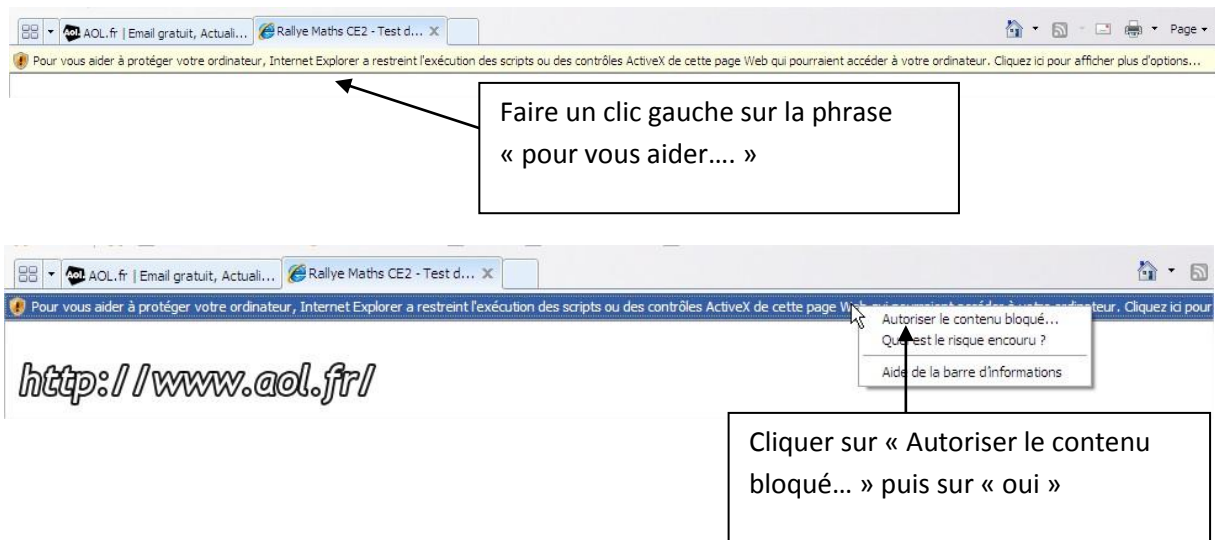 AOL.fr | Email gratuit, Actuali... Rallye Maths CE2 - Test d... X Page
Pour vous aider à protéger votre ordinateur, Internet Explorer a restreint l'exécution des scripts ou des contrôles ActiveX de cette page Web qui pourraient accéder à votre ordinateur. Cliquez ici pour afficher plus d'options...
Faire un clic gauche sur la phrase
« pour vous aider.... »
AOL.fr | Email gratuit, Actuali... Rallye Maths CE2 - Test d... X
Pour vous aider à protéger votre ordinateur, Internet Explorer a restreint l'exécution des scripts ou des contrôles ActiveX de cette page Cliquez ici pour
Autoriser le contenu bloqué...
est le risque encouru ?
Aide de la barre d'informations
http://www.aol.fr/
Cliquer sur « Autoriser le contenu
bloqué... » puis sur « oui »